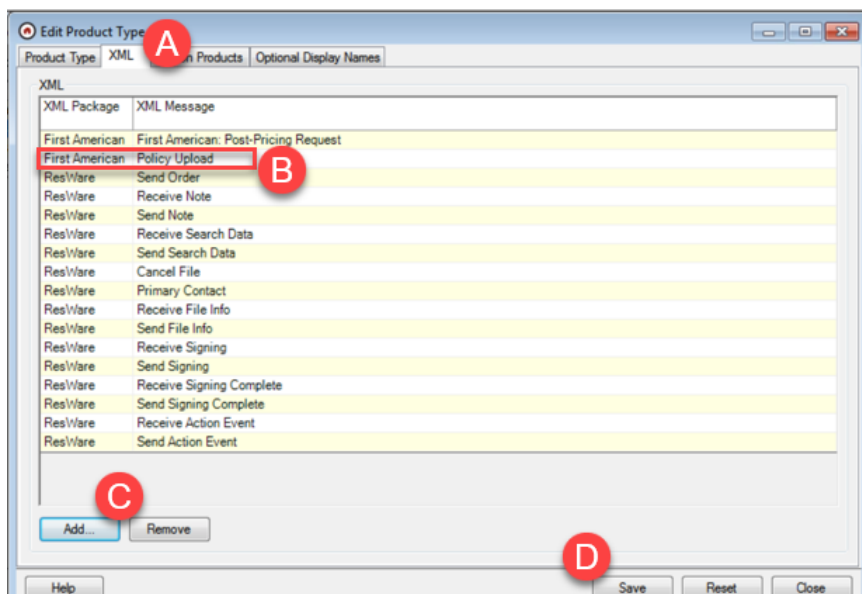 Edit Product Type
A
Product Type XML Products Optional Display Names
XML
XML Package XML Message
First American First American: Post-Pricing Request
First American Policy Upload
B
ResWare Send Order
ResWare Receive Note
ResWare Send Note
ResWare Receive Search Data
ResWare Send Search Data
ResWare Cancel File
ResWare Primary Contact
ResWare Receive File Info
ResWare Send File Info
ResWare Receive Signing
ResWare Send Signing
ResWare Receive Signing Complete
ResWare Send Signing Complete
ResWare Receive Action Event
ResWare Send Action Event
C
Add... Remove
D
Help Save Reset Close